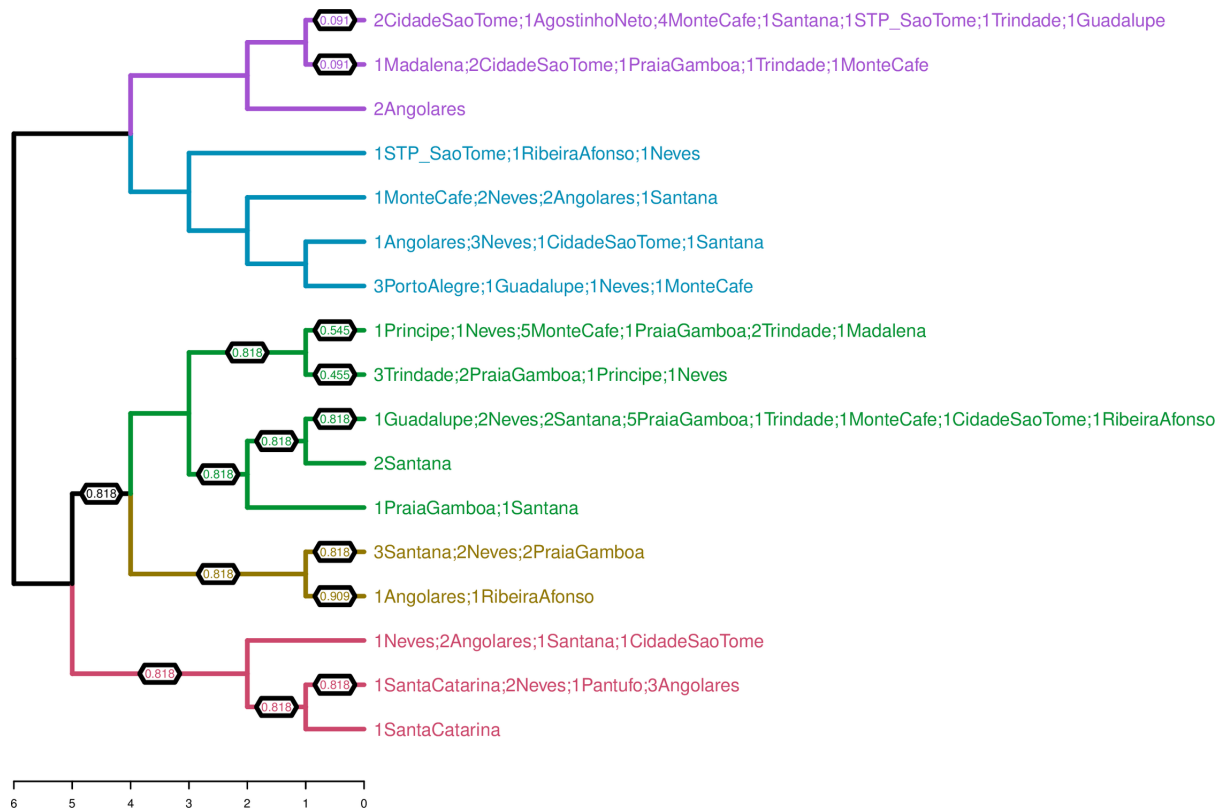 0.091 2CidadeSaoTome;1AgostinhoNeto;4MonteCafe;1Santana;1STP_SaoTome;1Trindade;1Guadalupe
0.091 1Madalena;2CidadeSaoTome;1PraiaGamboa;1Trindade;1MonteCafe
2Angolares
1STP_SaoTome;1RibeiraAfonso;1Neves
1MonteCafe;2Neves;2Angolares;1Santana
1Angolares;3Neves;1CidadeSaoTome;1Santana
3PortoAlegre;1Guadalupe;1Neves;1MonteCafe
0.545 1Principe;1Neves;5MonteCafe;1PraiaGamboa;2Trindade;1Madalena
0.818
0.455 3Trindade;2PraiaGamboa;1Principe;1Neves
0.818 1Guadalupe;2Neves;2Santana;5PraiaGamboa;1Trindade;1MonteCafe;1CidadeSaoTome;1RibeiraAfonso
0.818
2Santana
0.818
0.818
1PraiaGamboa;1Santana
0.818 3Santana;2Neves;2PraiaGamboa
0.818
0.909 1Angolares;1RibeiraAfonso
1Neves;2Angolares;1Santana;1CidadeSaoTome
0.818
0.818 1SantaCatarina;2Neves;1Pantufo;3Angolares
0.818
1SantaCatarina
6 5 4 3 2 1 0